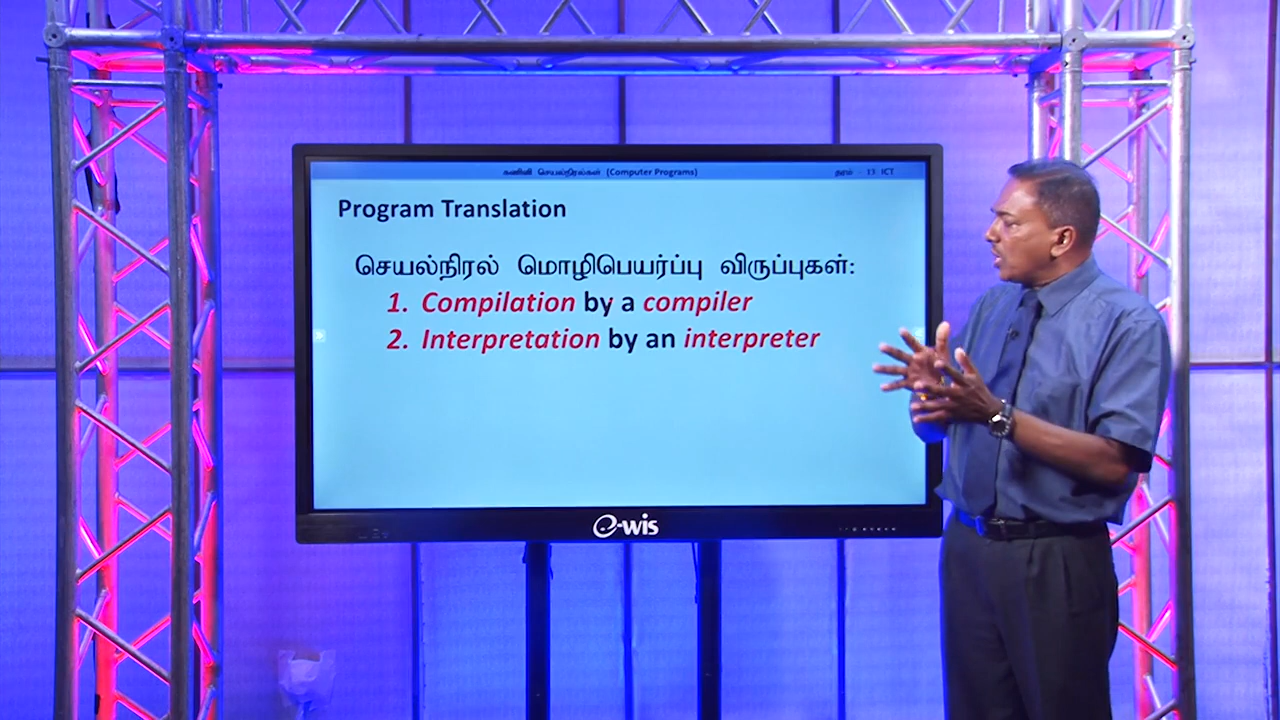 கணினி செயல்நிரல்கள் (Computer Programs) தரம் - 13 ICT
Program Translation
செயல்நிரல் மொழிபெயர்ப்பு விருப்புகள்:
1. Compilation by a compiler
2. Interpretation by an interpreter
e-wis